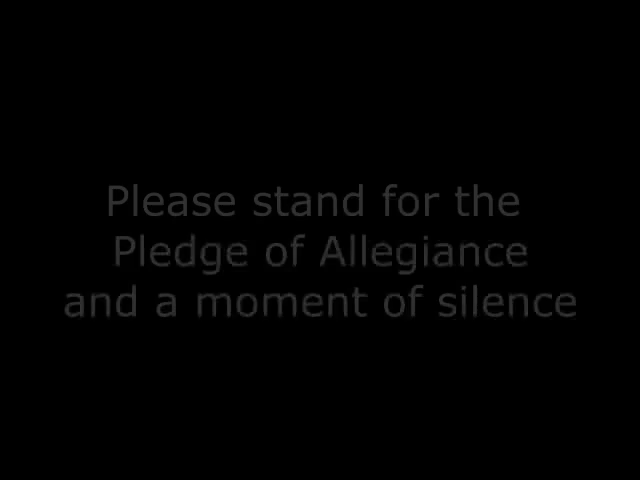 Please stand for the
Pledge of Allegiance
and a moment of silence